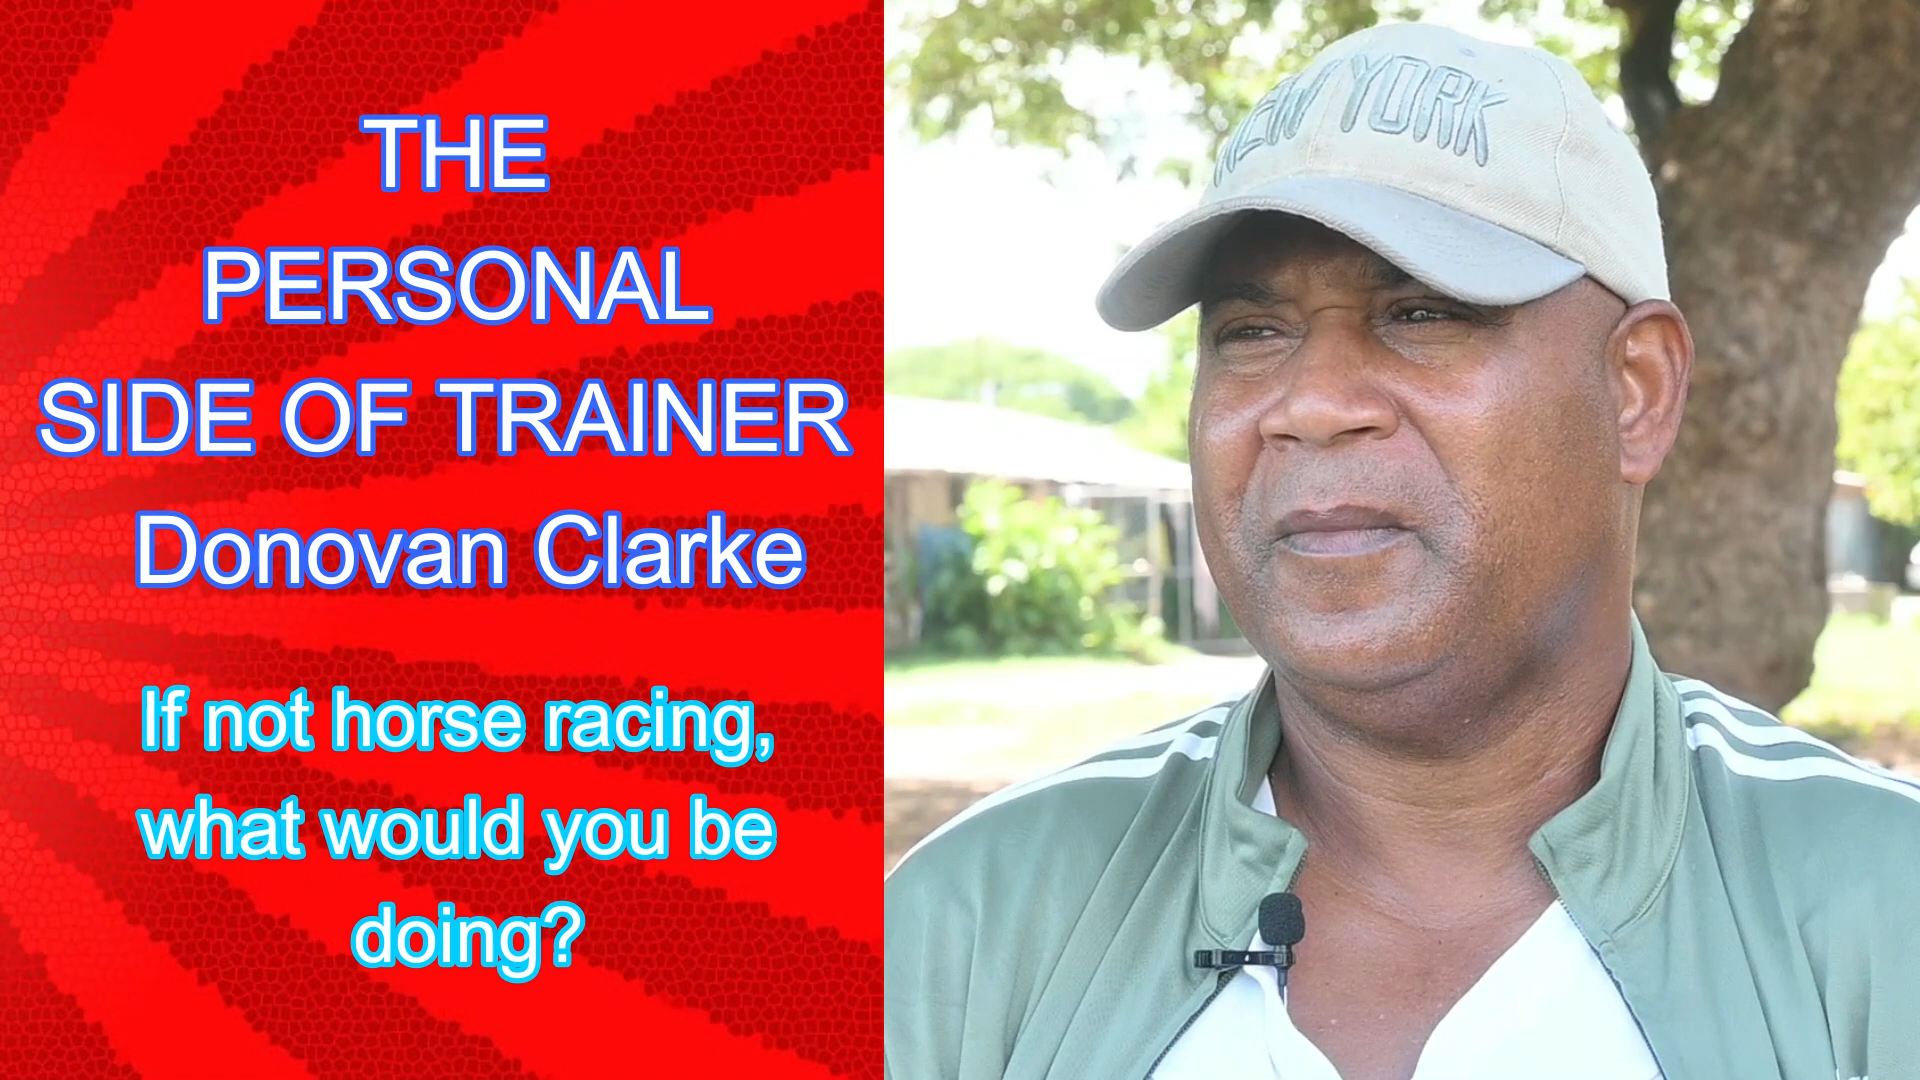 THE
PERSONAL
SIDE OF TRAINER
Donovan Clarke
If not horse racing,
what would you be
doing?
NEW YORK